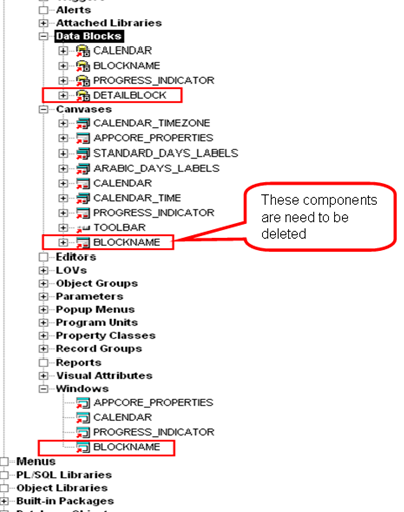 Alerts
Attached Libraries
Data Blocks
CALENDAR
BLOCKNAME
PROGRESS_INDICATOR
DETAILBLOCK
Canvases
CALENDAR_TIMEZONE
APPCORE_PROPERTIES
STANDARD_DAYS_LABELS
ARABIC_DAYS_LABELS
CALENDAR
CALENDAR_TIME
PROGRESS_INDICATOR
TOOLBAR
BLOCKNAME
These components
are need to be
deleted
Editors
LOVs
Object Groups
Parameters
Popup Menus
Program Units
Property Classes
Record Groups
Reports
Visual Attributes
Windows
APPCORE_PROPERTIES
CALENDAR
PROGRESS_INDICATOR
BLOCKNAME
Menus
PL/SQL Libraries
Object Libraries
Built-in Packages